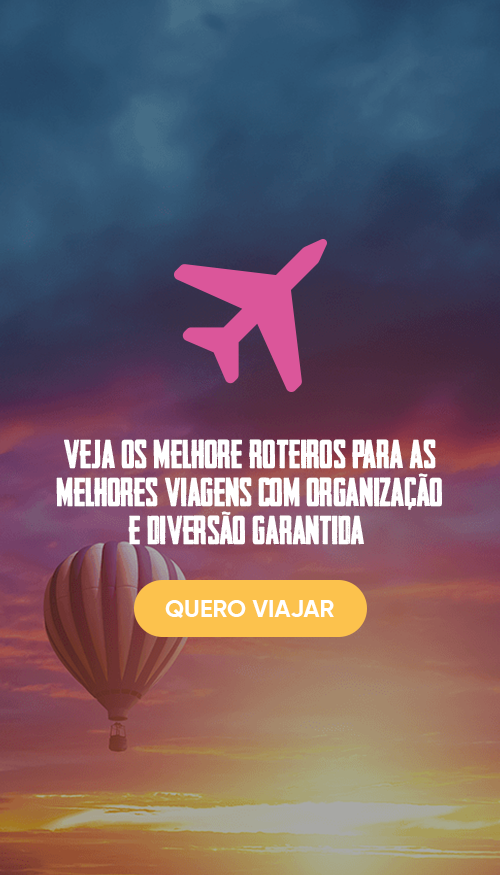 VEJA OS MELHORE ROTEIROS PARA AS
MELHORES VIAGENS COM ORGANIZAÇÃO
E DIVERSÃO GARANTIDA
QUERO VIAJAR